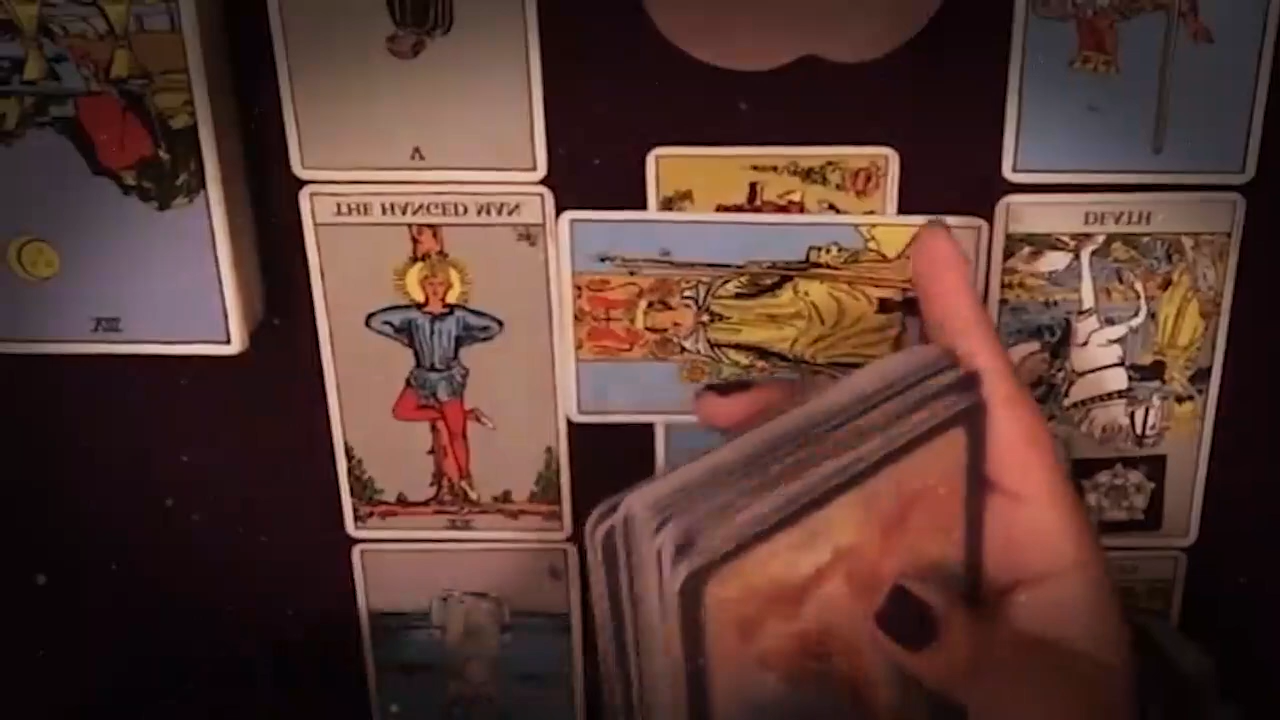 V
THE HANGED MAN
DEATH
XII